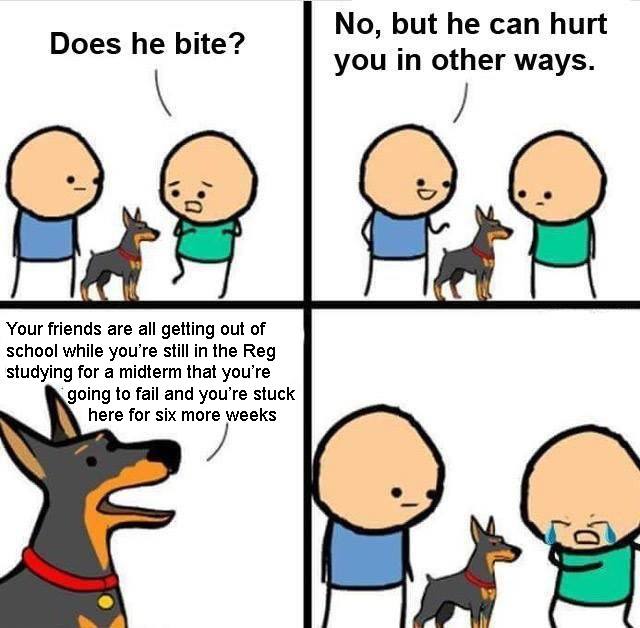 Does he bite?
No, but he can hurt
you in other ways.
Your friends are all getting out of
school while you're still in the Reg
studying for a midterm that you're
going to fail and you're stuck
here for six more weeks